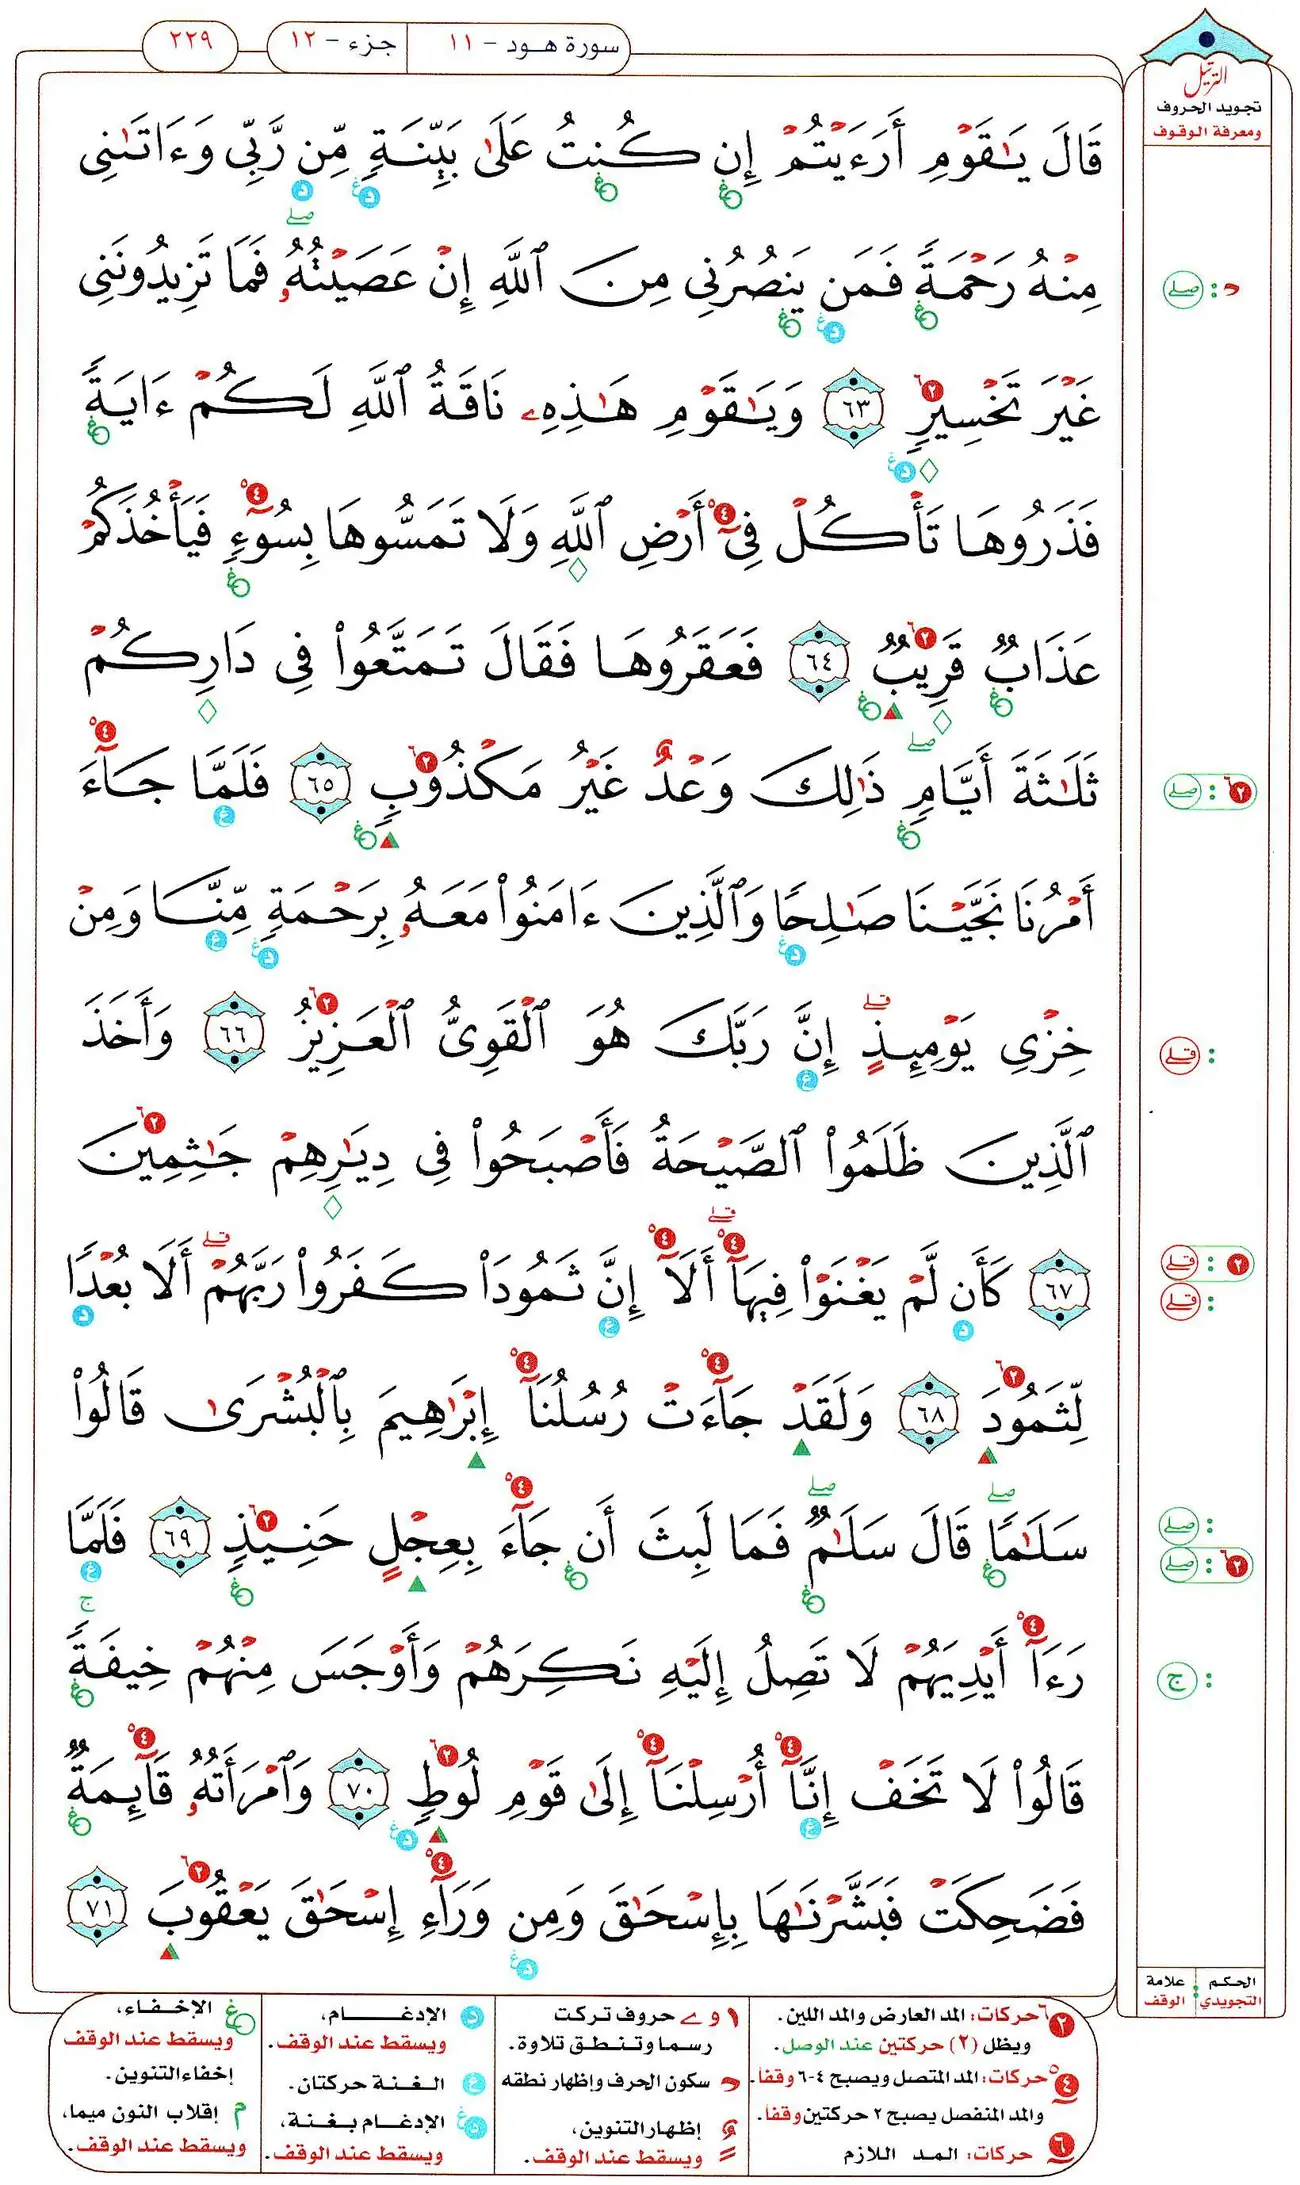 سورة هود - ١١
جزء - ١٢
٢٢٩
الترتيل
تجويد الحروف
ومعرفة الوقوف
قَالَ يَـٰقَوْمِ أَرَءَيْتُمْ إِن كُنتُ عَلَىٰ بَيِّنَةٍ مِّن رَّبِّى وَءَاتَىٰنِى
مِنْهُ رَحْمَةً فَمَن يَنصُرُنِى مِنَ ٱللَّهِ إِنْ عَصَيْتُهُۥ ۖ فَمَا تَزِيدُونَنِى
غَيْرَ تَخْسِيرٍ ٦٣ وَيَـٰقَوْمِ هَـٰذِهِۦ نَاقَةُ ٱللَّهِ لَكُمْ ءَايَةً
فَذَرُوهَا تَأْكُلْ فِىٓ أَرْضِ ٱللَّهِ وَلَا تَمَسُّوهَا بِسُوٓءٍ فَيَأْخُذَكُمْ
عَذَابٌ قَرِيبٌ ٦٤ فَعَقَرُوهَا فَقَالَ تَمَتَّعُوا۟ فِى دَارِكُمْ
ثَلَـٰثَةَ أَيَّامٍ ۖ ذَٰلِكَ وَعْدٌ غَيْرُ مَكْذُوبٍ ٦٥ فَلَمَّا جَآءَ
أَمْرُنَا نَجَّيْنَا صَـٰلِحًا وَٱلَّذِينَ ءَامَنُوا۟ مَعَهُۥ بِرَحْمَةٍ مِّنَّا وَمِنْ
خِزْىِ يَوْمِئِذٍ ۗ إِنَّ رَبَّكَ هُوَ ٱلْقَوِىُّ ٱلْعَزِيزُ ٦٦ وَأَخَذَ
ٱلَّذِينَ ظَلَمُوا۟ ٱلصَّيْحَةُ فَأَصْبَحُوا۟ فِى دِيَـٰرِهِمْ جَـٰثِمِينَ
٦٧ كَأَن لَّمْ يَغْنَوْا۟ فِيهَآ ۗ أَلَآ إِنَّ ثَمُودَا۟ كَفَرُوا۟ رَبَّهُمْ ۗ أَلَا بُعْدًا
لِّثَمُودَ ٦٨ وَلَقَدْ جَآءَتْ رُسُلُنَآ إِبْرَٰهِيمَ بِٱلْبُشْرَىٰ قَالُوا۟
سَلَـٰمًا ۖ قَالَ سَلَـٰمٌ ۖ فَمَا لَبِثَ أَن جَآءَ بِعِجْلٍ حَنِيذٍ ٦٩ فَلَمَّا
رَءَآ أَيْدِيَهُمْ لَا تَصِلُ إِلَيْهِ نَكِرَهُمْ وَأَوْجَسَ مِنْهُمْ خِيفَةً ۚ
قَالُوا۟ لَا تَخَفْ إِنَّآ أُرْسِلْنَآ إِلَىٰ قَوْمِ لُوطٍ ٧٠ وَٱمْرَأَتُهُۥ قَآئِمَةٌ
فَضَحِكَتْ فَبَشَّرْنَـٰهَا بِإِسْحَـٰقَ وَمِن وَرَآءِ إِسْحَـٰقَ يَعْقُوبَ ٧١
الحكم التجويدي : علامة الوقف
٢ ٦ حركات: المد العارض والمد اللين.
ويظل (٢) حركتين عند الوصل.
٤ ٥ حركات: المد المتصل ويصبح ٤-٦ وقفاً.
والمد المنفصل يصبح ٢ حركتين وقفاً.
٦ حركات: المد اللازم
ا و ے حروف تركت
رسما وتنطق تلاوة.
سكون الحرف وإظهار نطقه
إظهار التنوين،
ويسقط عند الوقف.
د الإدغام،
ويسقط عند الوقف.
غ الغنة حركتان.
دغ الإدغام بغنة،
ويسقط عند الوقف.
غ الإخفاء،
ويسقط عند الوقف
إخفاء التنوين.
م إقلاب النون ميما،
ويسقط عند الوقف.